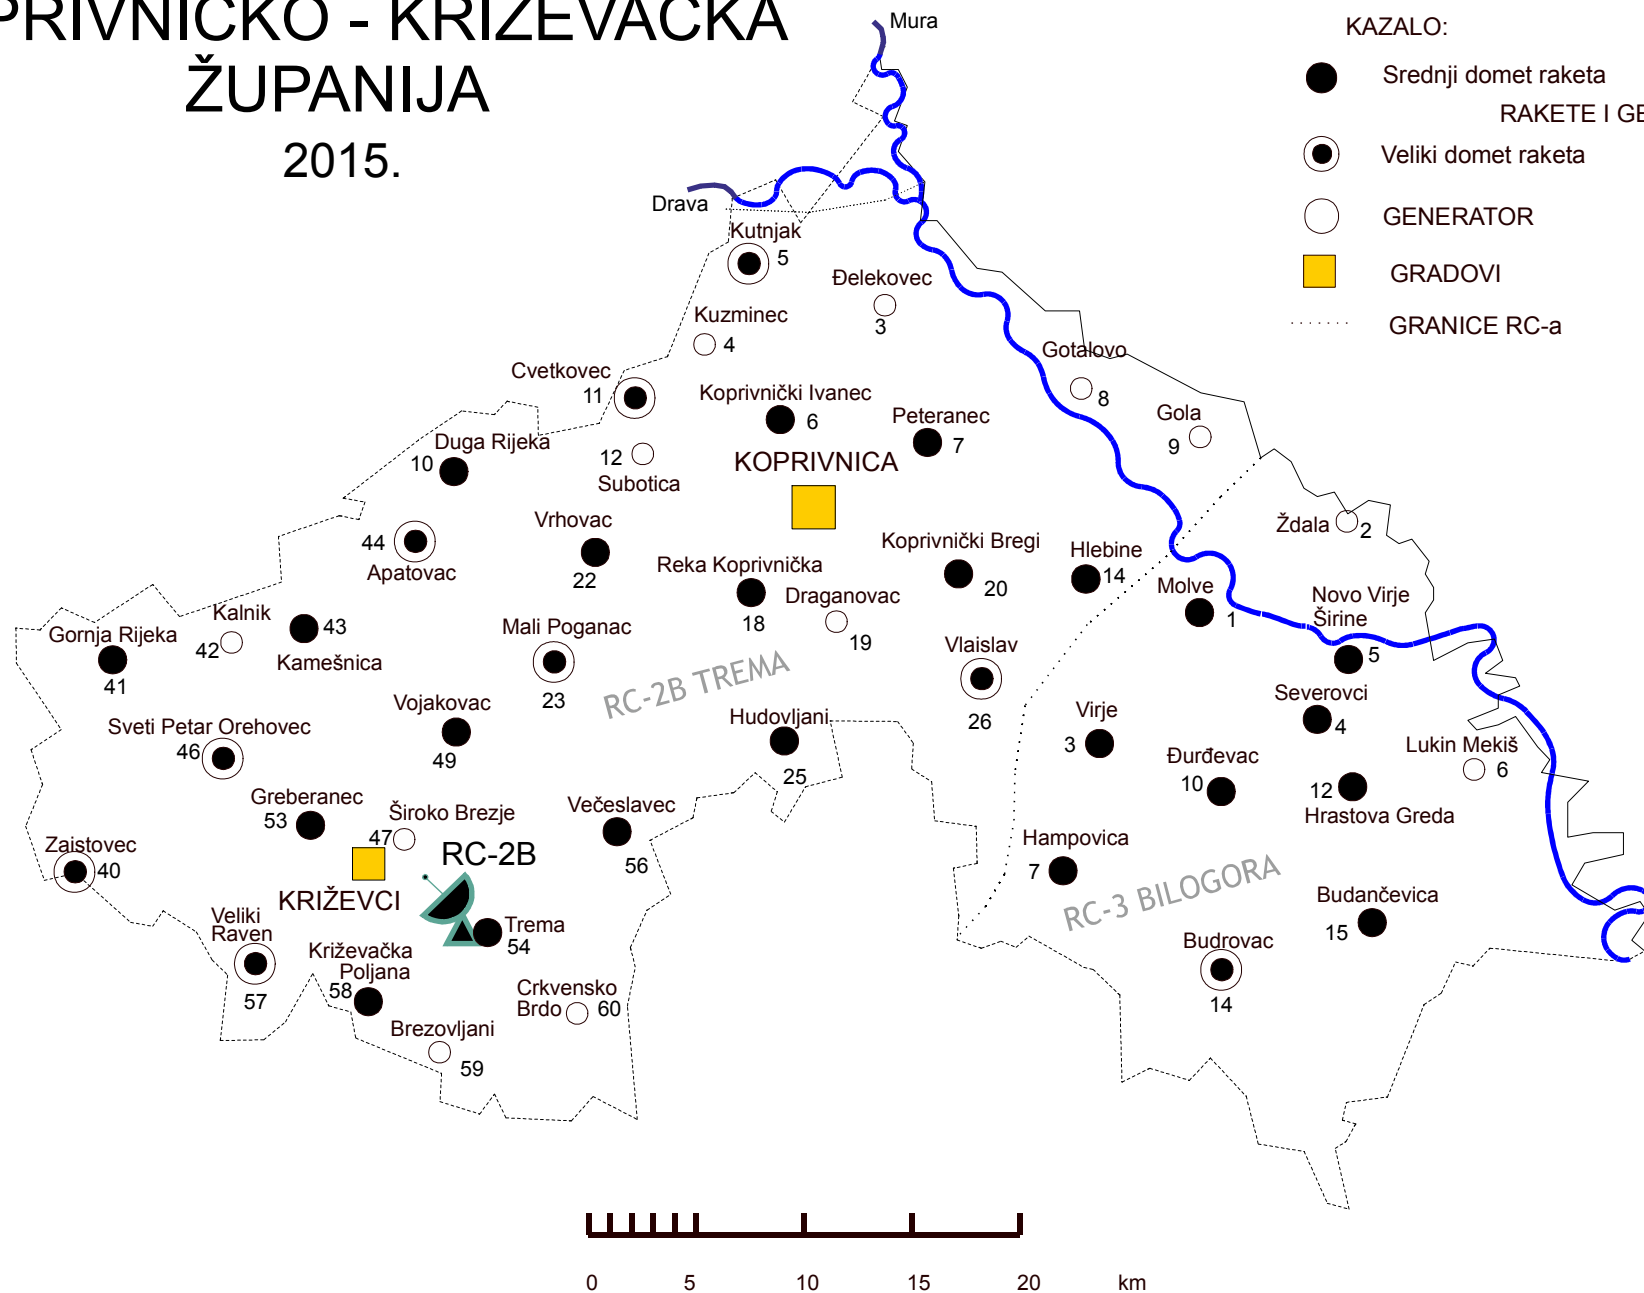 PRIVNIČKO - KRIŽEVAČKA
ŽUPANIJA
2015.
Mura
Drava
KAZALO:
Srednji domet raketa
RAKETE I GE
Veliki domet raketa
GENERATOR
GRADOVI
GRANICE RC-a
Kutnjak
5
Đelekovec
3
Kuzminec
4
Gotalovo
8
Cvetkovec
11
Koprivnički Ivanec
6
Peteranec
7
Gola
9
Duga Rijeka
10
12
Subotica
KOPRIVNICA
Ždala
2
Vrhovac
22
44
Apatovac
Koprivnički Bregi
20
Hlebine
14
Reka Koprivnička
18
Draganovac
19
Molve
1
Novo Virje
Širine
5
Kalnik
42
43
Kamešnica
Gornja Rijeka
41
Mali Poganac
23
RC-2B TREMA
Vlaislav
26
Severovci
4
Vojakovac
49
Sveti Petar Orehovec
46
Hudovljani
25
Virje
3
Đurđevac
10
Lukin Mekiš
6
12
Hrastova Greda
Greberanec
53
Široko Brezje
47
Večeslavec
56
Zaistovec
40
RC-2B
Hampovica
7
RC-3 BILOGORA
KRIŽEVCI
Budančevica
15
Veliki
Raven
57
Trema
54
Križevačka
Poljana
58
Budrovac
14
Crkvensko
Brdo
60
Brezovljani
59
0 5 10 15 20 km